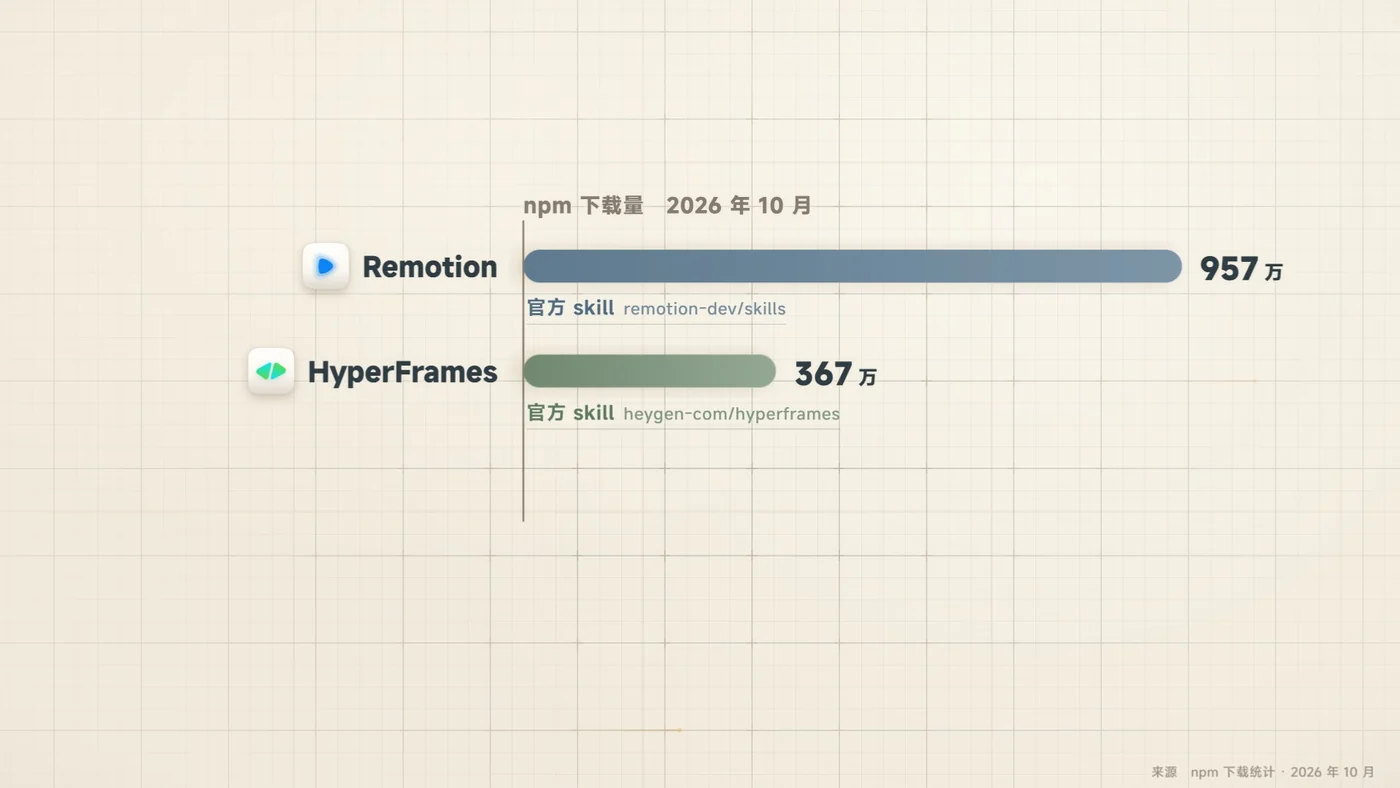 npm 下载量 2026 年 10 月
Remotion 957 万
官方 skill remotion-dev/skills
HyperFrames 367 万
官方 skill heygen-com/hyperframes
来源 npm 下载统计 · 2026 年 10 月